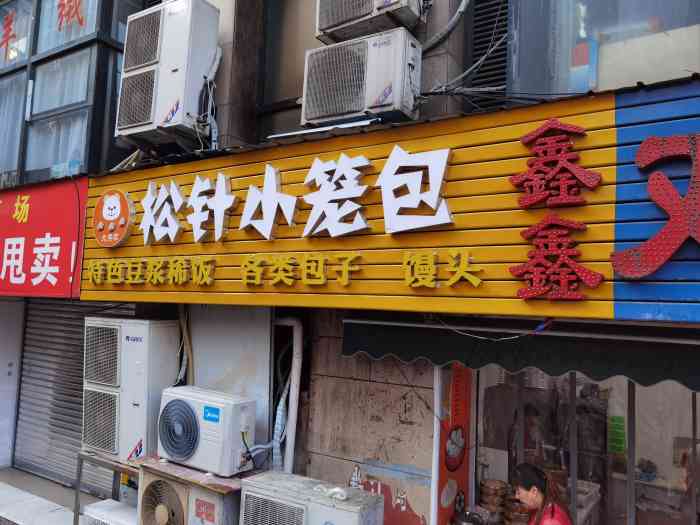 松针小笼包
特色豆浆稀饭 各类包子 馒头
鑫
鑫
场
甩卖!
Midea